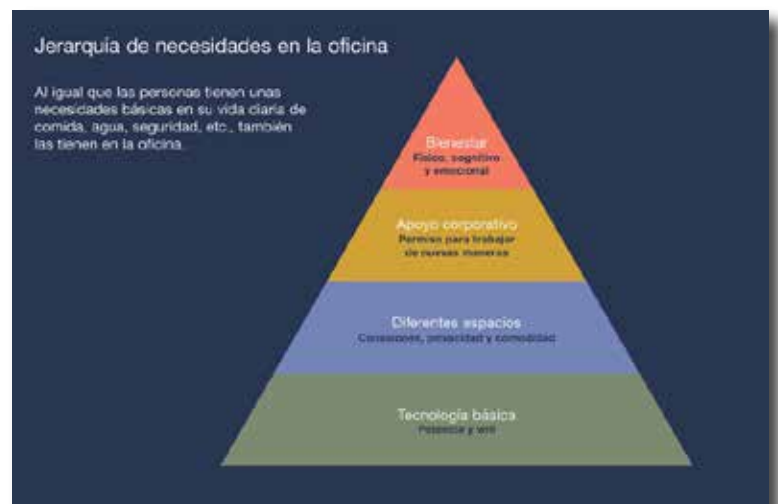 Jerarquía de necesidades en la oficina
Al igual que las personas tienen unas
necesidades básicas en su vida diaria de
comida, agua, seguridad, etc., también
las tienen en la oficina.
Bienestar
Físico, cognitivo
y emocional
Apoyo corporativo
Permiso para trabajar
de nuevas maneras
Diferentes espacios
Conexiones, privacidad y comodidad
Tecnología básica
Potencia y wifi